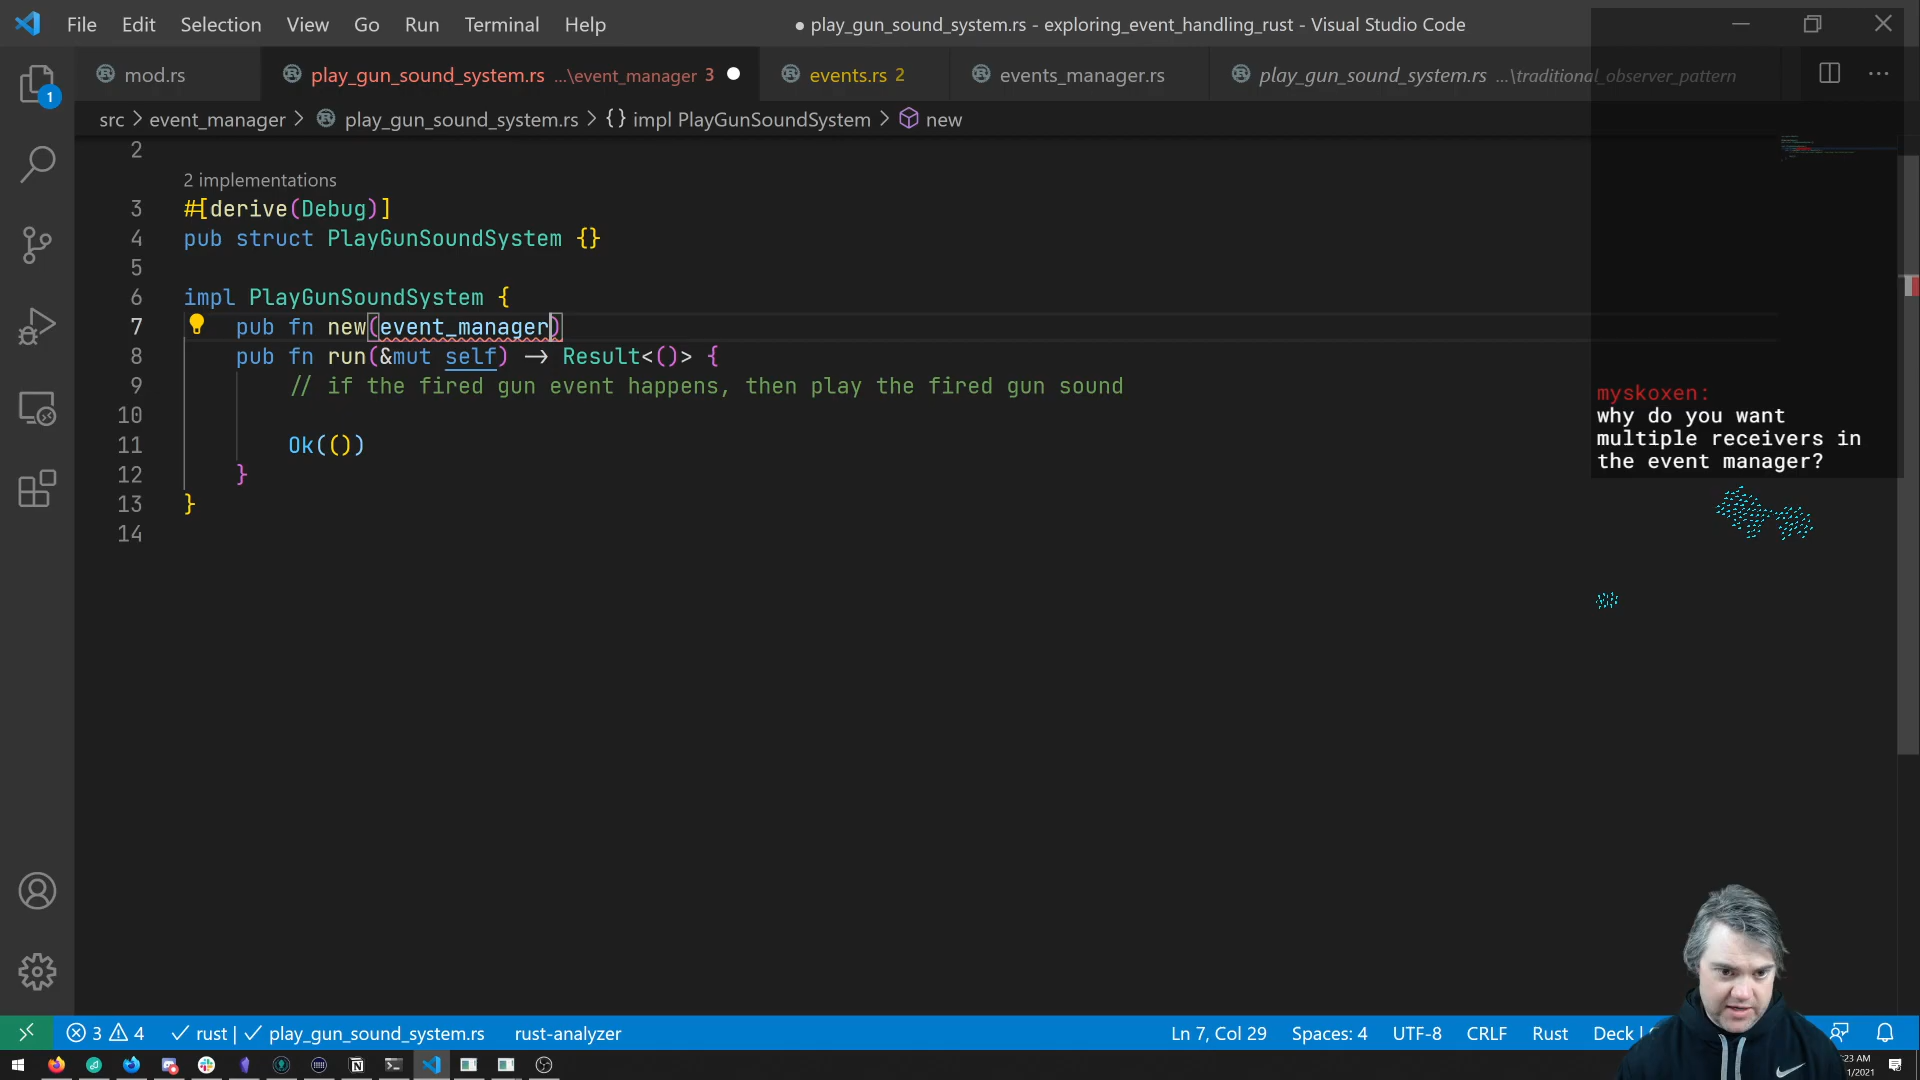 File Edit Selection View Go Run Terminal Help
● play_gun_sound_system.rs - exploring_event_handling_rust - Visual Studio Code
mod.rs
play_gun_sound_system.rs ...\event_manager 3
events.rs 2
events_manager.rs
play_gun_sound_system.rs ...\traditional_observer_pattern
src > event_manager > play_gun_sound_system.rs > {} impl PlayGunSoundSystem > new
2
2 implementations
3 #[derive(Debug)]
4 pub struct PlayGunSoundSystem {}
5
6 impl PlayGunSoundSystem {
7 pub fn new(event_manager)
8 pub fn run(&mut self) -> Result<()> {
9 // if the fired gun event happens, then play the fired gun sound
10
11 Ok(())
12 }
13 }
14
myskoxen:
why do you want
multiple receivers in
the event manager?
1
3 4 rust | play_gun_sound_system.rs rust-analyzer
Ln 7, Col 29 Spaces: 4 UTF-8 CRLF Rust Deck